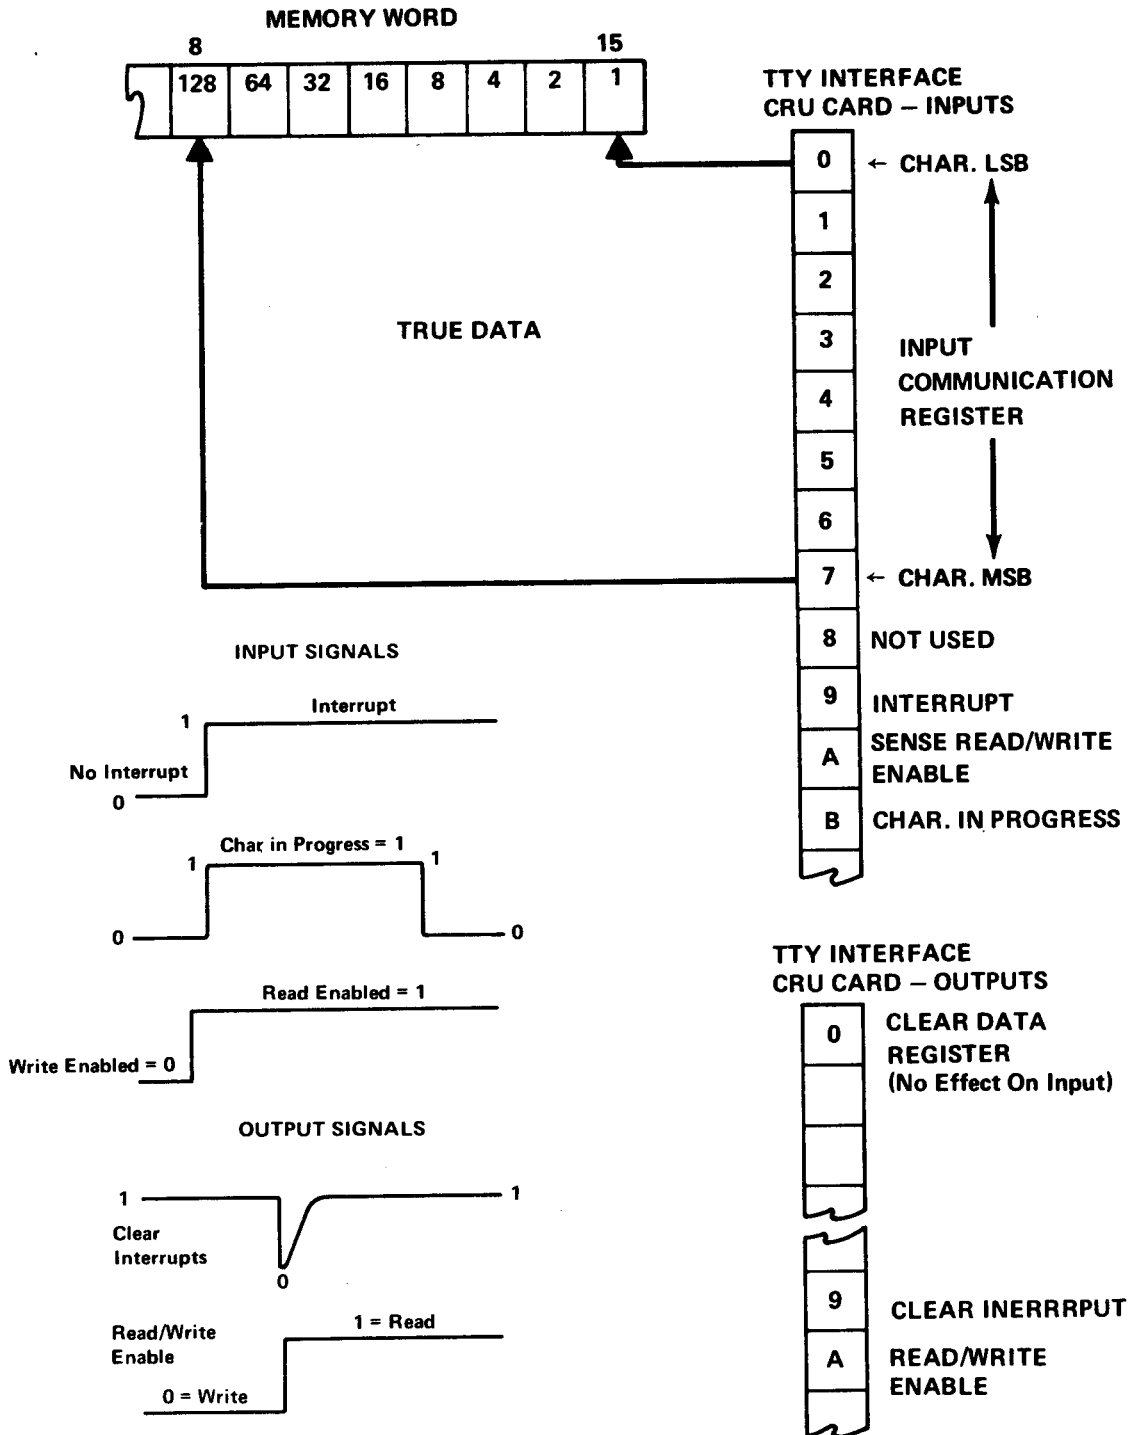 MEMORY WORD
8 15
128 64 32 16 8 4 2 1
TTY INTERFACE
CRU CARD – INPUTS
0 ← CHAR. LSB
1
2
3
4
5
6
7 ← CHAR. MSB
INPUT
COMMUNICATION
REGISTER
8 NOT USED
9 INTERRUPT
A SENSE READ/WRITE
ENABLE
B CHAR. IN PROGRESS
TRUE DATA
INPUT SIGNALS
1 Interrupt
No Interrupt
0
Char in Progress = 1
1 1
0 0
Read Enabled = 1
Write Enabled = 0
OUTPUT SIGNALS
1 1
Clear
Interrupts
0
1 = Read
Read/Write
Enable
0 = Write
TTY INTERFACE
CRU CARD – OUTPUTS
0 CLEAR DATA
REGISTER
(No Effect On Input)
9 CLEAR INERRRPUT
A READ/WRITE
ENABLE